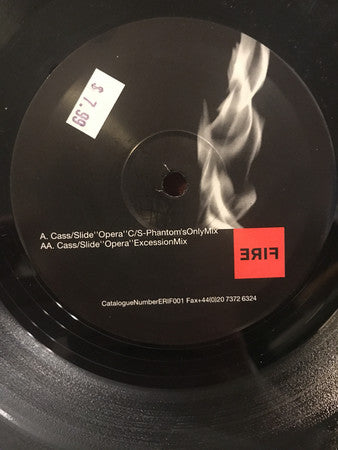 $ 7.99
A. Cass/Slide''Opera''C/S-Phantom'sOnlyMix
AA. Cass/Slide''Opera''ExcessionMix
FIRE
CatalogueNumberERIF001 Fax+44(0)20 7372 6324